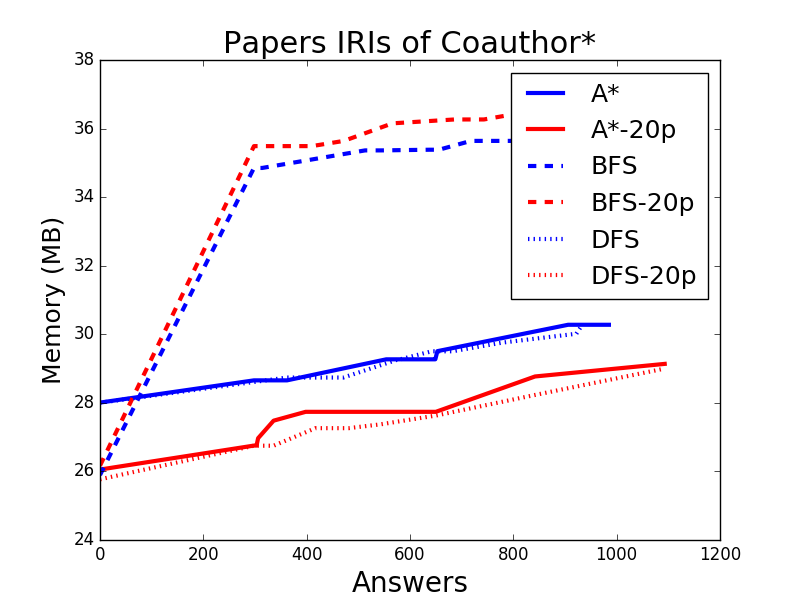 Papers IRIs of Coauthor*
38
36
34
32
30
28
26
24
Memory (MB)
A*
A*-20p
BFS
BFS-20p
DFS
DFS-20p
0 200 400 600 800 1000 1200
Answers